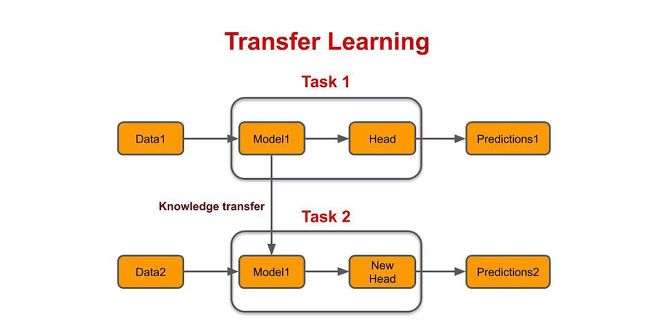 Transfer Learning
Task 1
Data1
Model1
Head
Predictions1
Knowledge transfer
Task 2
Data2
Model1
New
Head
Predictions2